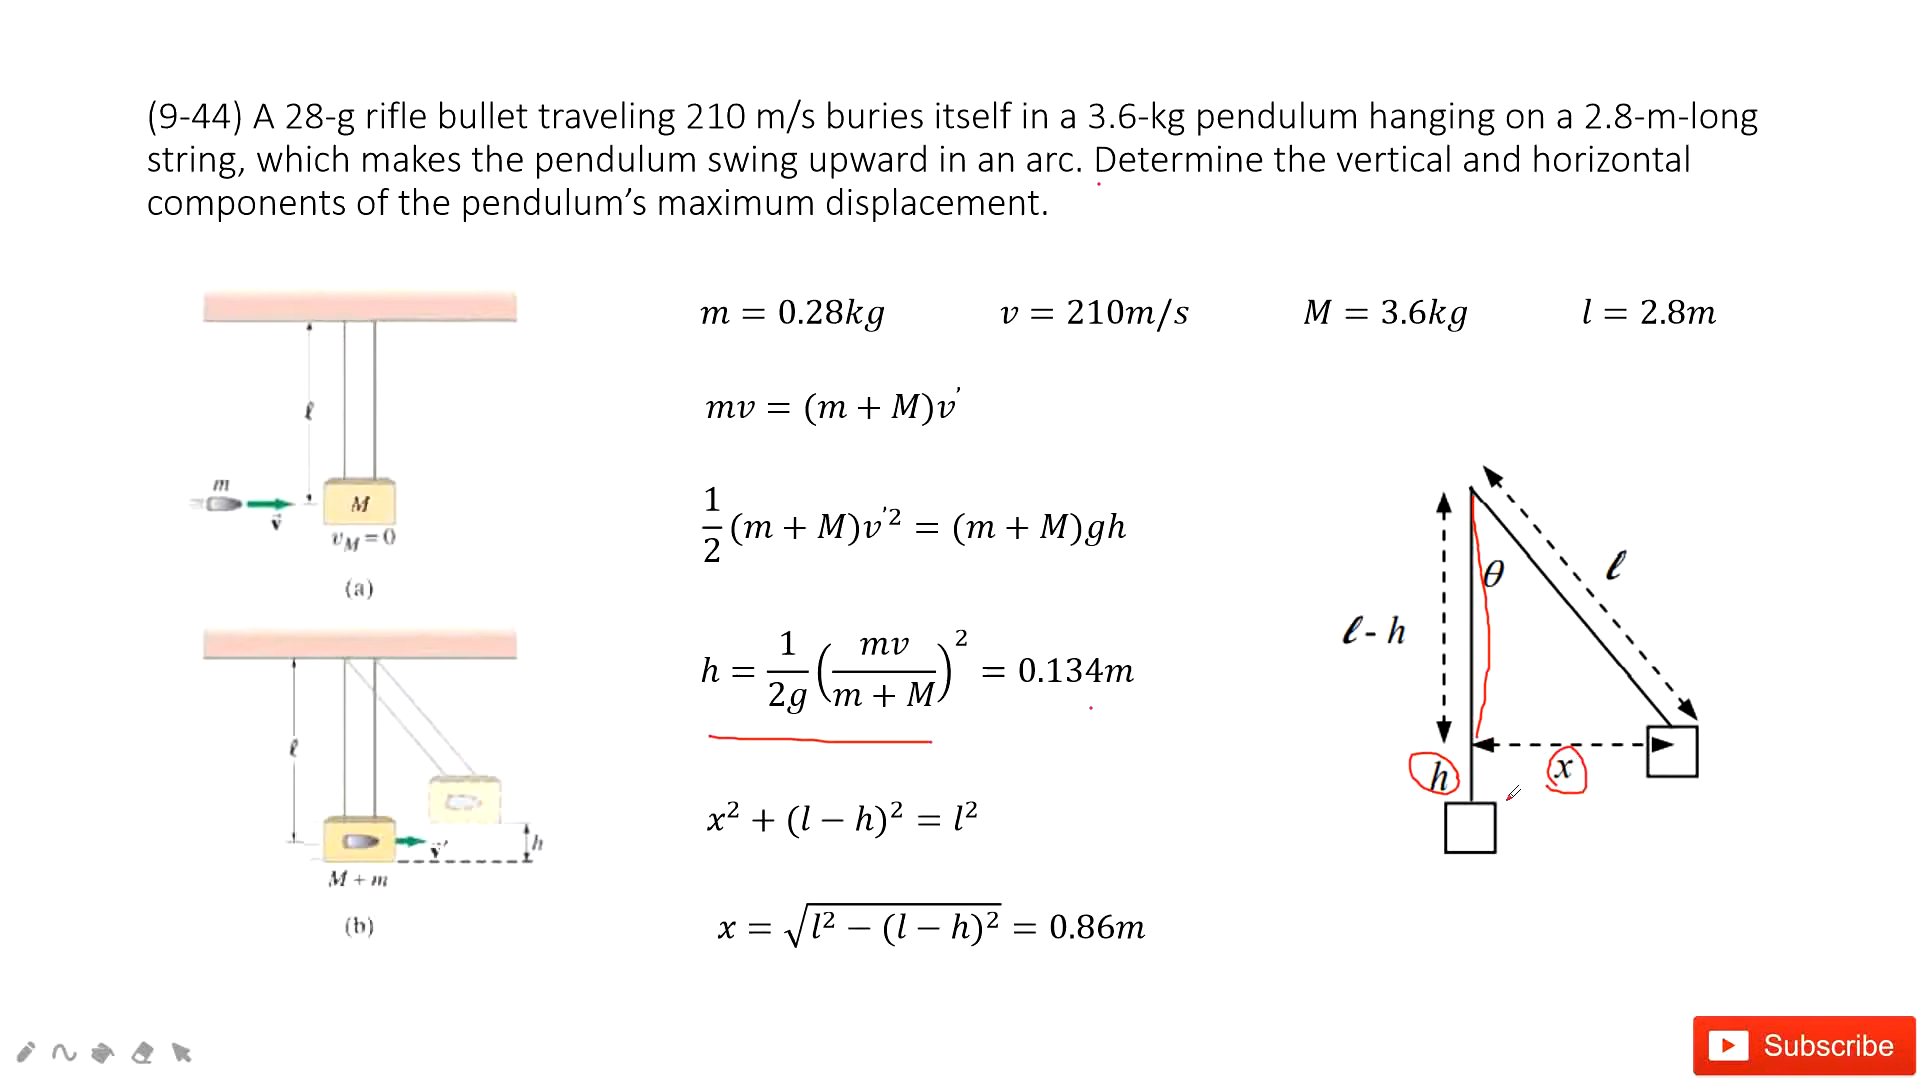 (9-44) A 28-g rifle bullet traveling 210 m/s buries itself in a 3.6-kg pendulum hanging on a 2.8-m-long
string, which makes the pendulum swing upward in an arc. Determine the vertical and horizontal
components of the pendulum’s maximum displacement.
m = 0.28kg v = 210m/s M = 3.6kg l = 2.8m
mv = (m + M)v'
1/2 (m + M)v'² = (m + M)gh
h = 1/2g (mv/m + M)² = 0.134m
x² + (l − h)² = l²
x = √l² − (l − h)² = 0.86m
ℓ
m
v⃗
M
v_M = 0
(a)
ℓ
v⃗'
h
M + m
(b)
θ
ℓ
ℓ - h
h
x
Subscribe